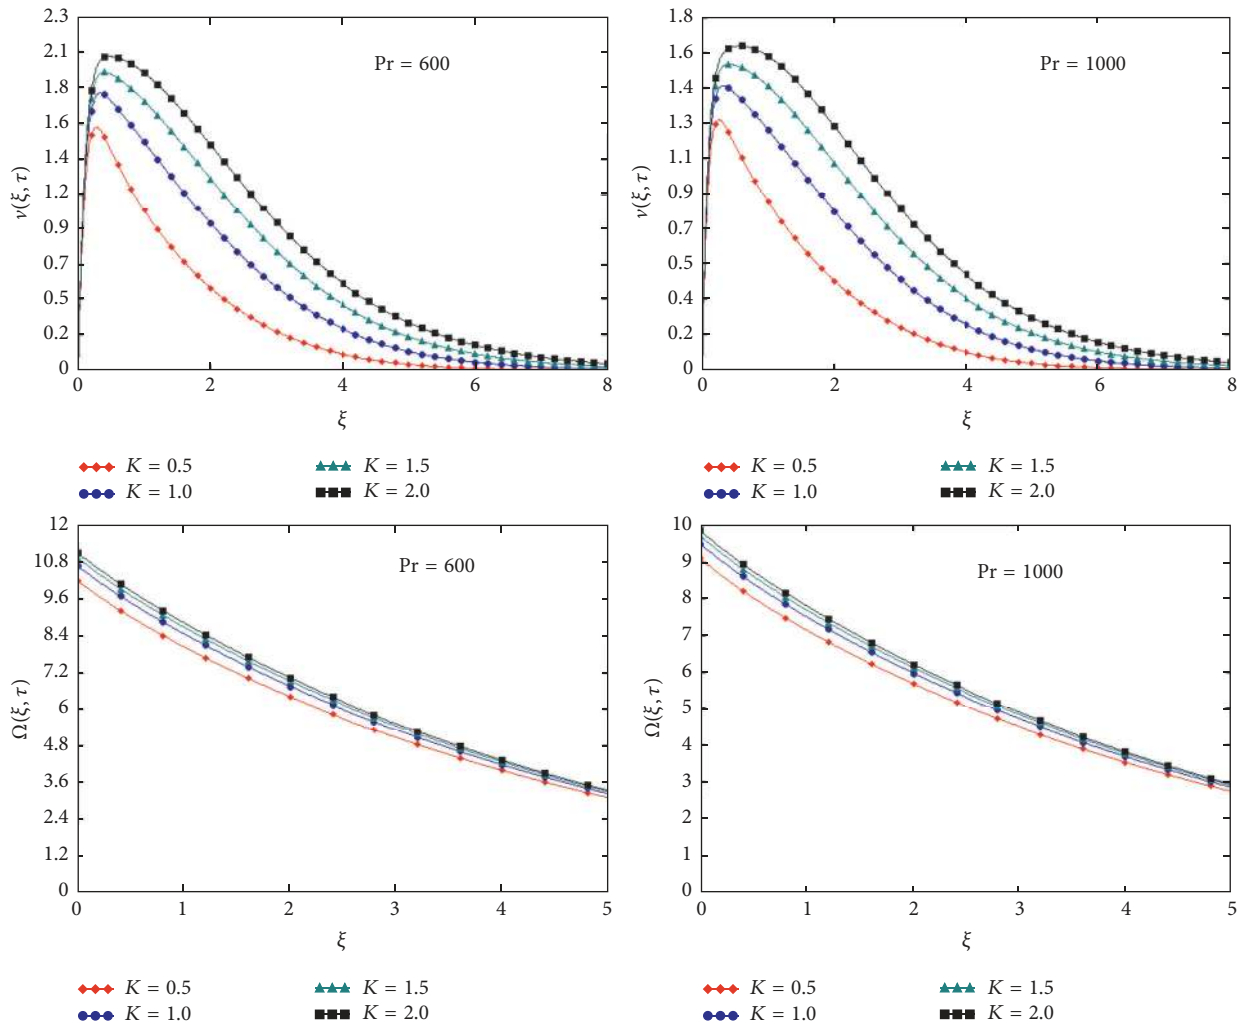 2.3
2.1
1.8
1.6
1.4
1.2
0.9
0.7
0.5
0.2
0
ν(ξ, τ)
Pr = 600
0 2 4 6 8
ξ
K = 0.5 K = 1.5
K = 1.0 K = 2.0
1.8
1.6
1.4
1.3
1.1
0.9
0.7
0.5
0.4
0.2
0
ν(ξ, τ)
Pr = 1000
0 2 4 6 8
ξ
K = 0.5 K = 1.5
K = 1.0 K = 2.0
12
10.8
9.6
8.4
7.2
6
4.8
3.6
2.4
1.2
0
Ω(ξ, τ)
Pr = 600
0 1 2 3 4 5
ξ
K = 0.5 K = 1.5
K = 1.0 K = 2.0
10
9
8
7
6
5
4
3
2
1
0
Ω(ξ, τ)
Pr = 1000
0 1 2 3 4 5
ξ
K = 0.5 K = 1.5
K = 1.0 K = 2.0